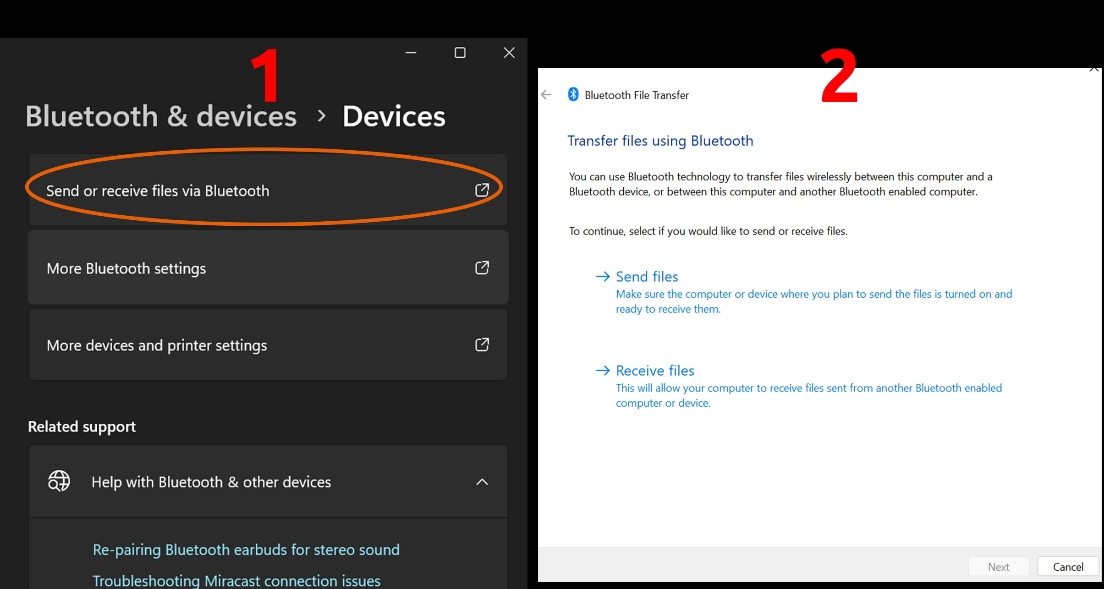 1
Bluetooth & devices > Devices
Send or receive files via Bluetooth
More Bluetooth settings
More devices and printer settings
Related support
Help with Bluetooth & other devices
Re-pairing Bluetooth earbuds for stereo sound
Troubleshooting Miracast connection issues
2
Bluetooth File Transfer
Transfer files using Bluetooth
You can use Bluetooth technology to transfer files wirelessly between this computer and a
Bluetooth device, or between this computer and another Bluetooth enabled computer.
To continue, select if you would like to send or receive files.
Send files
Make sure the computer or device where you plan to send the files is turned on and
ready to receive them.
Receive files
This will allow your computer to receive files sent from another Bluetooth enabled
computer or device.
Next
Cancel